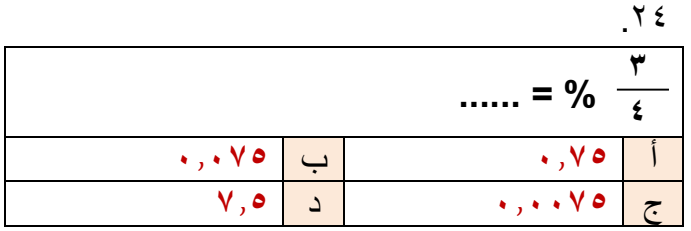 ٢٤.
٣
٤
% = ......
أ ٠,٧٥ ب ٠,٠٧٥
ج ٠,٠٠٧٥ د ٧,٥